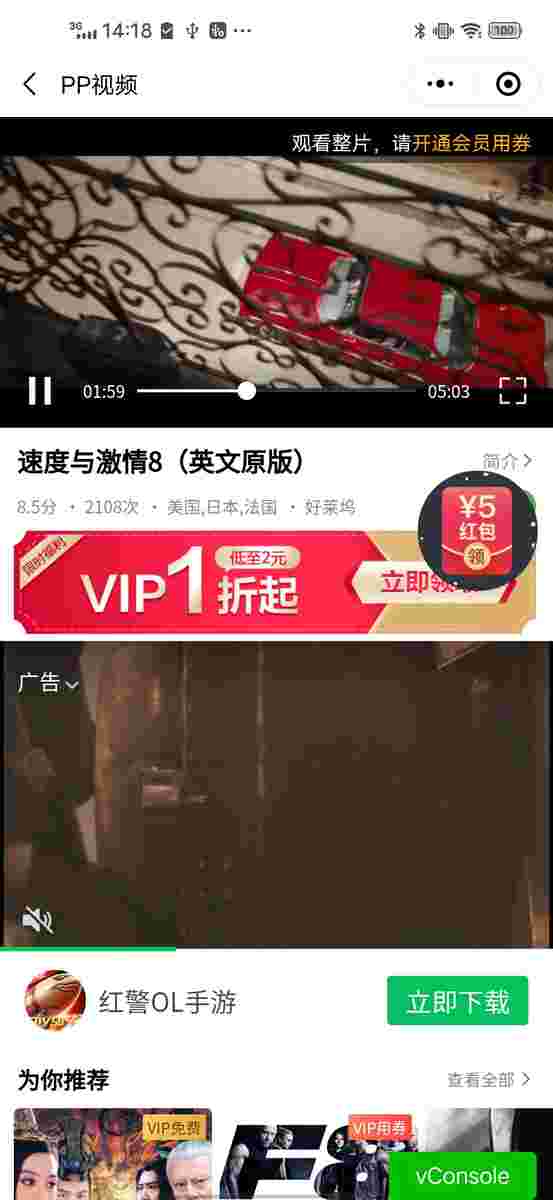 3G 14:18 100
PP视频
观看整片，请开通会员用券
01:59
05:03
速度与激情8（英文原版）
简介
8.5分 · 2108次 · 美国,日本,法国 · 好莱坞
¥5
红包
领
限时福利
VIP1折起
低至2元
立即领
广告
红警OL手游
立即下载
为你推荐
查看全部
VIP免费
VIP用券
F8
vConsole